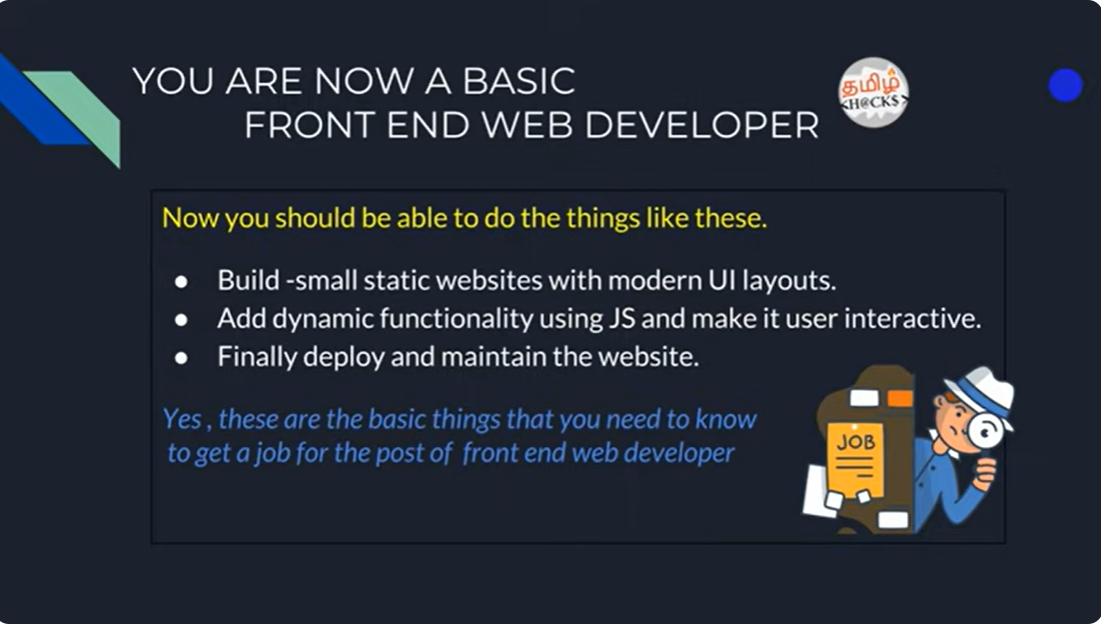 YOU ARE NOW A BASIC
FRONT END WEB DEVELOPER
தமிழ்
<H@CK$>
Now you should be able to do the things like these.
● Build -small static websites with modern UI layouts.
● Add dynamic functionality using JS and make it user interactive.
● Finally deploy and maintain the website.
Yes , these are the basic things that you need to know
to get a job for the post of front end web developer
JOB